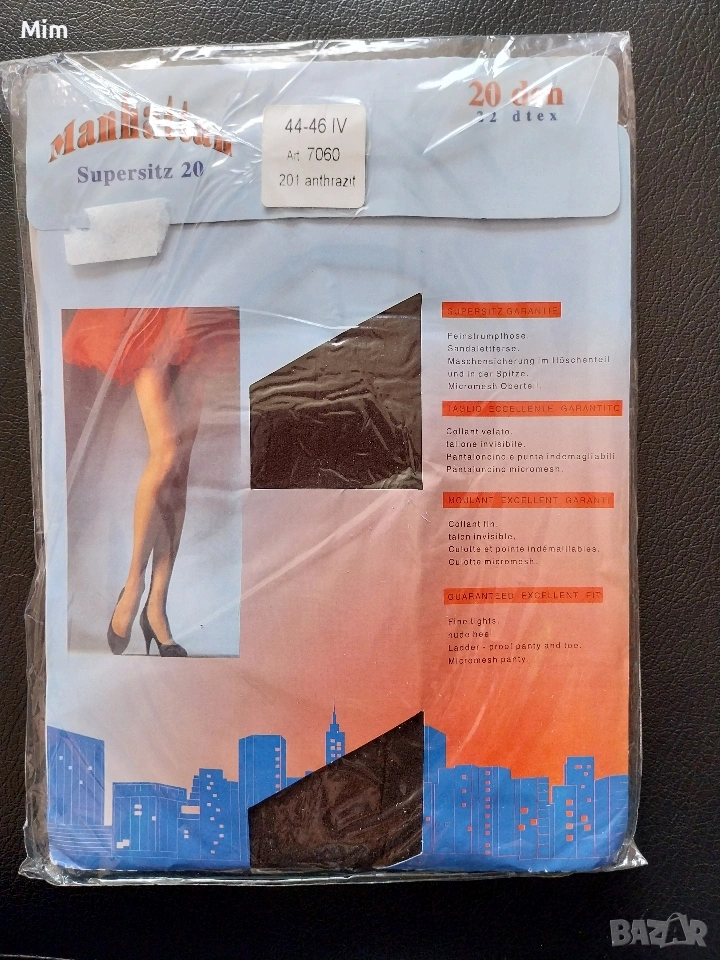 Mim
Manhattan
Supersitz 20
44-46 IV
Art 7060
201 anthrazit
20 den
22 dtex
SUPERSITZ GARANTIE
Feinstrumpfhose.
Sandalettferse.
Maschensicherung im Höschenteil
und in der Spitze.
Micromesh Oberteil.
TAGLIO ECCELLENTE GARANTITO
Collant velato.
tallone invisibile.
Pantaloncino e punta indemagliabili
Pantaloncino micromesh.
MOULANT EXCELLENT GARANTI
Collant fin.
talon invisible.
Culotte et pointe indémaillables.
Culotte micromesh.
GUARANTEED EXCELLENT FIT
Fine tights.
nude heel
Ladder - proof panty and toe.
Micromesh panty
BAZAR